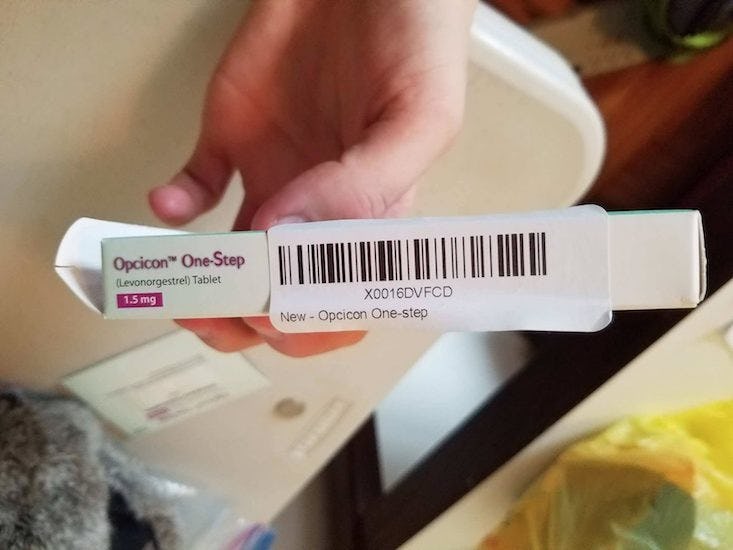 Opcicon™ One-Step
(Levonorgestrel) Tablet
1.5 mg
X0016DVFCD
New - Opcicon One-step